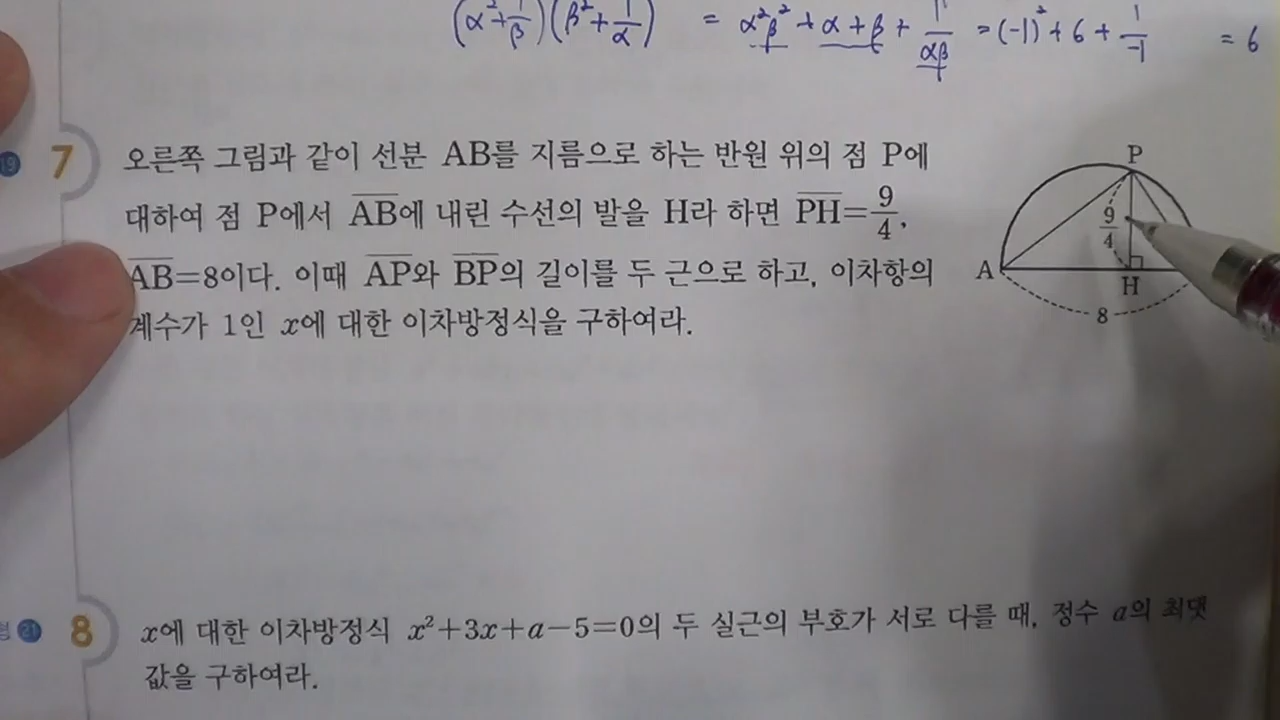 (α²+1/β)(β²+1/α) = α²β² + α+β + 1/αβ = (-1)² + 6 + 1/-1 = 6
19 7 오른쪽 그림과 같이 선분 AB를 지름으로 하는 반원 위의 점 P에
대하여 점 P에서 AB에 내린 수선의 발을 H라 하면 PH=9/4,
AB=8이다. 이때 AP와 BP의 길이를 두 근으로 하고, 이차항의
계수가 1인 x에 대한 이차방정식을 구하여라.
P
9/4
A
H
8
형 21 8 x에 대한 이차방정식 x²+3x+a-5=0의 두 실근의 부호가 서로 다를 때, 정수 a의 최댓
값을 구하여라.